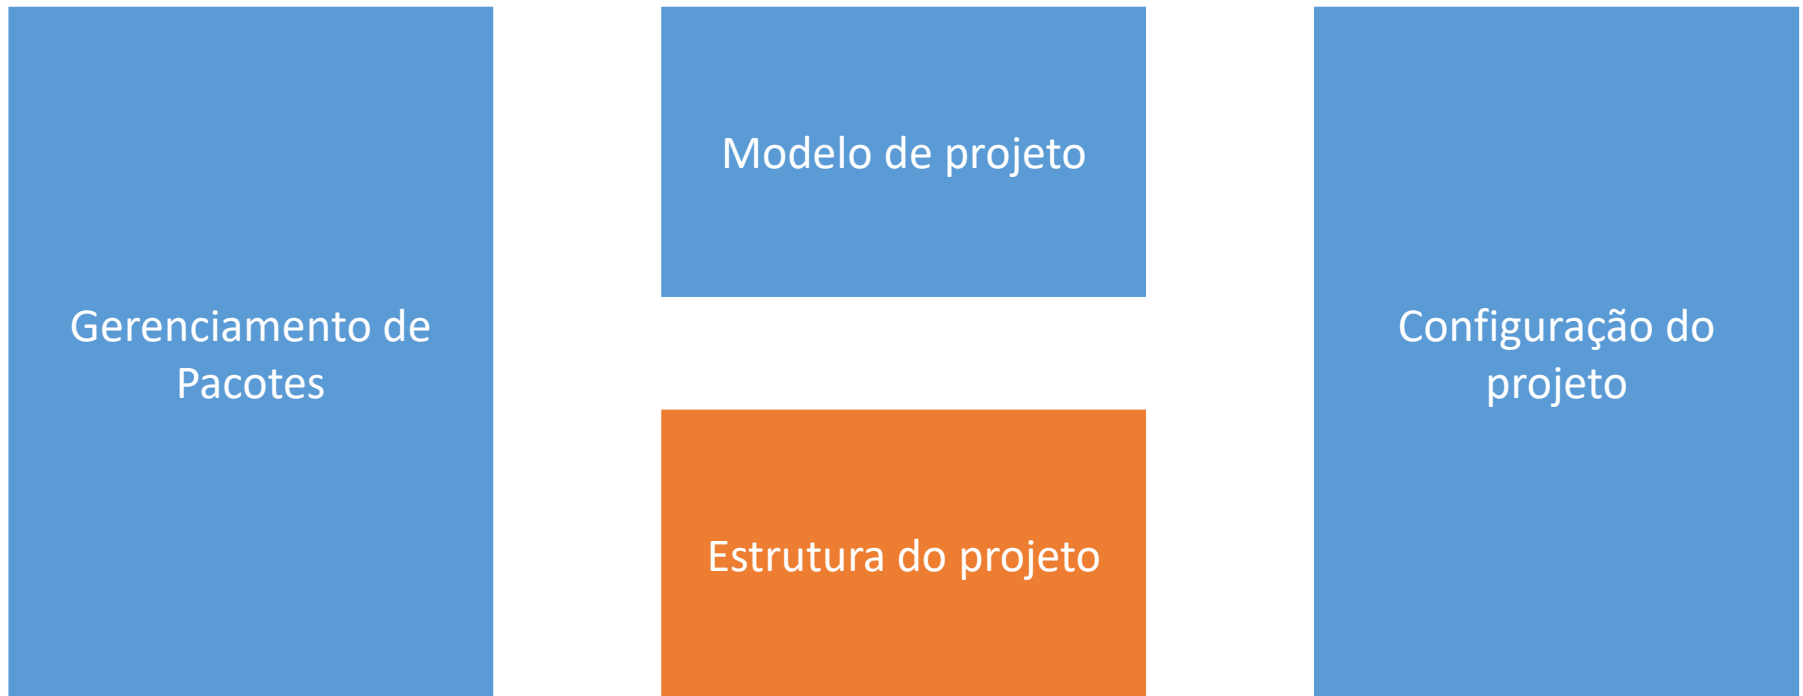 Gerenciamento de
Pacotes
Modelo de projeto
Estrutura do projeto
Configuração do
projeto